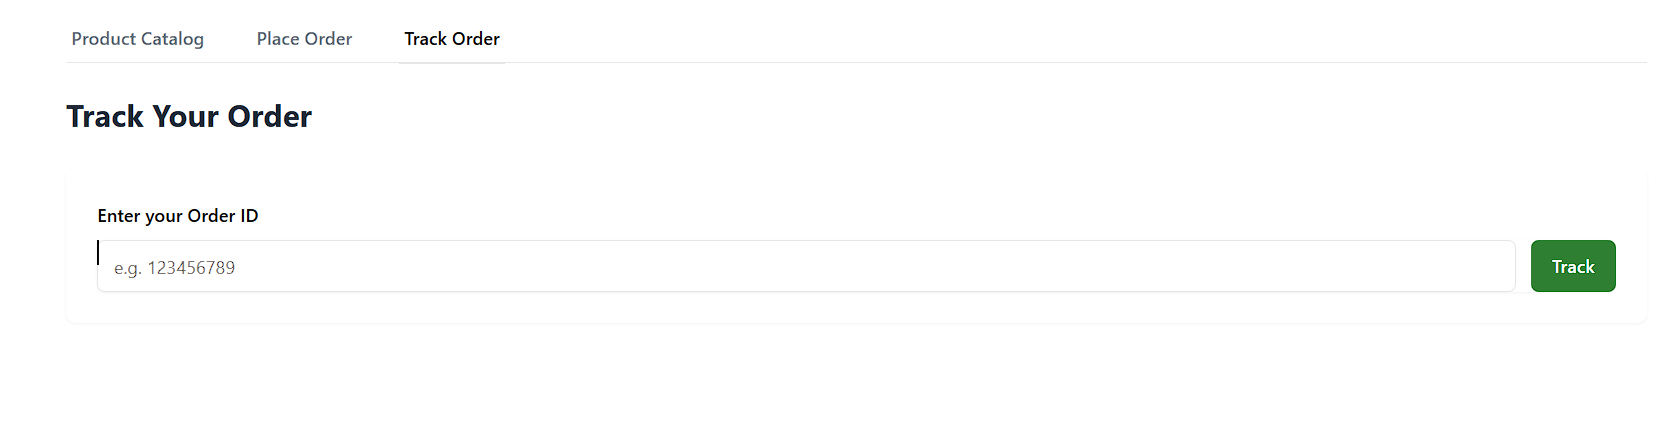 Product Catalog Place Order Track Order
Track Your Order
Enter your Order ID
e.g. 123456789
Track